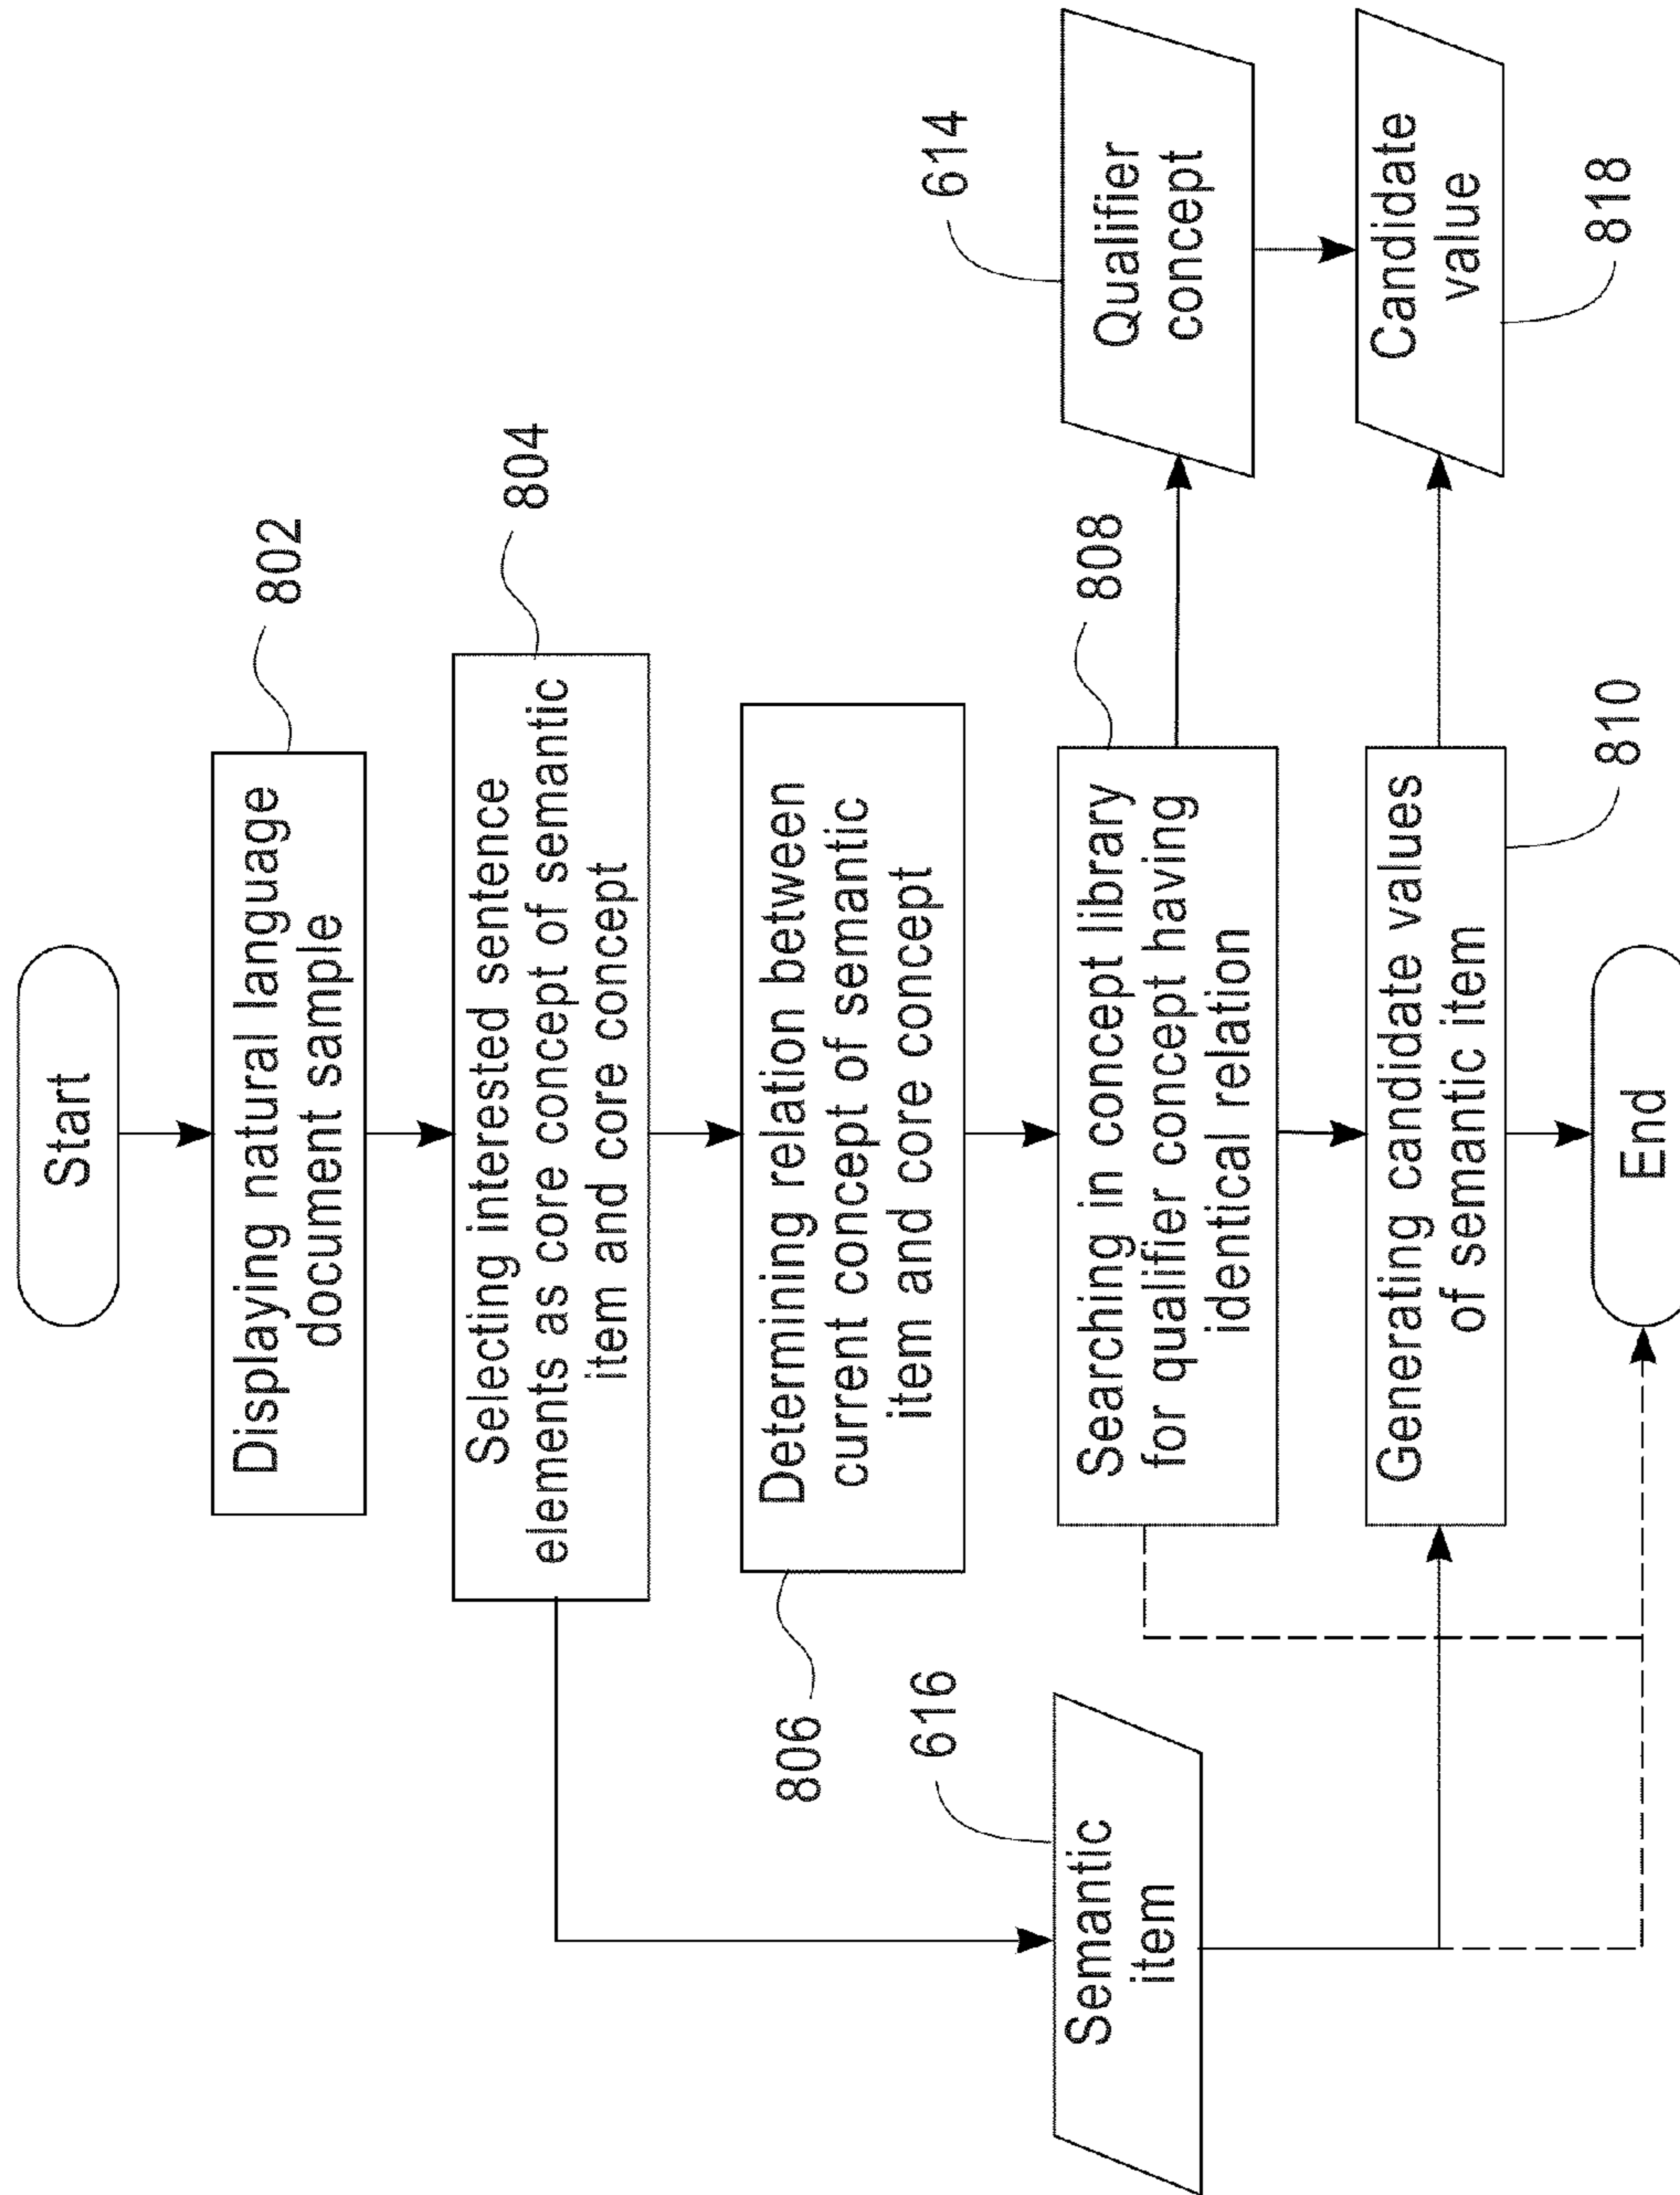 Start
Displaying natural language
document sample
802
Selecting interested sentence
elements as core concept of semantic
item and core concept
804
Determining relation between
current concept of semantic
item and core concept
806
Semantic
item
616
Searching in concept library
for qualifier concept having
identical relation
808
Qualifier
concept
614
Generating candidate values
of semantic item
810
Candidate
value
818
End